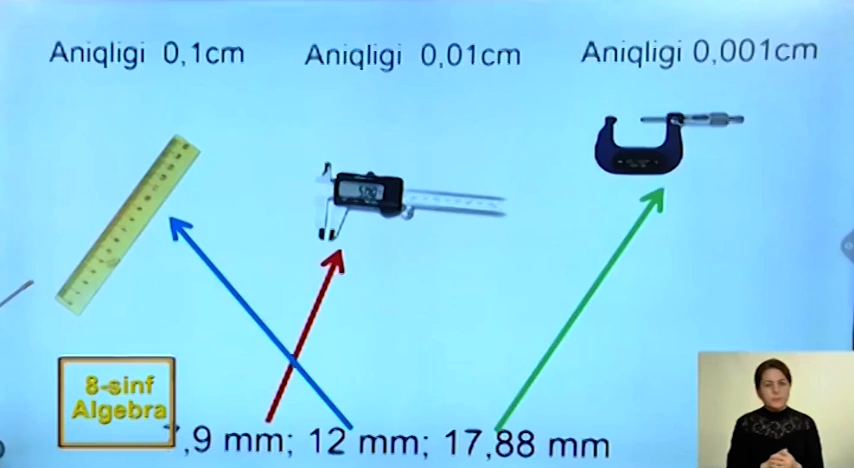 Aniqligi 0,1cm Aniqligi 0,01cm Aniqligi 0,001cm
8-sinf
Algebra
,9 mm; 12 mm; 17,88 mm